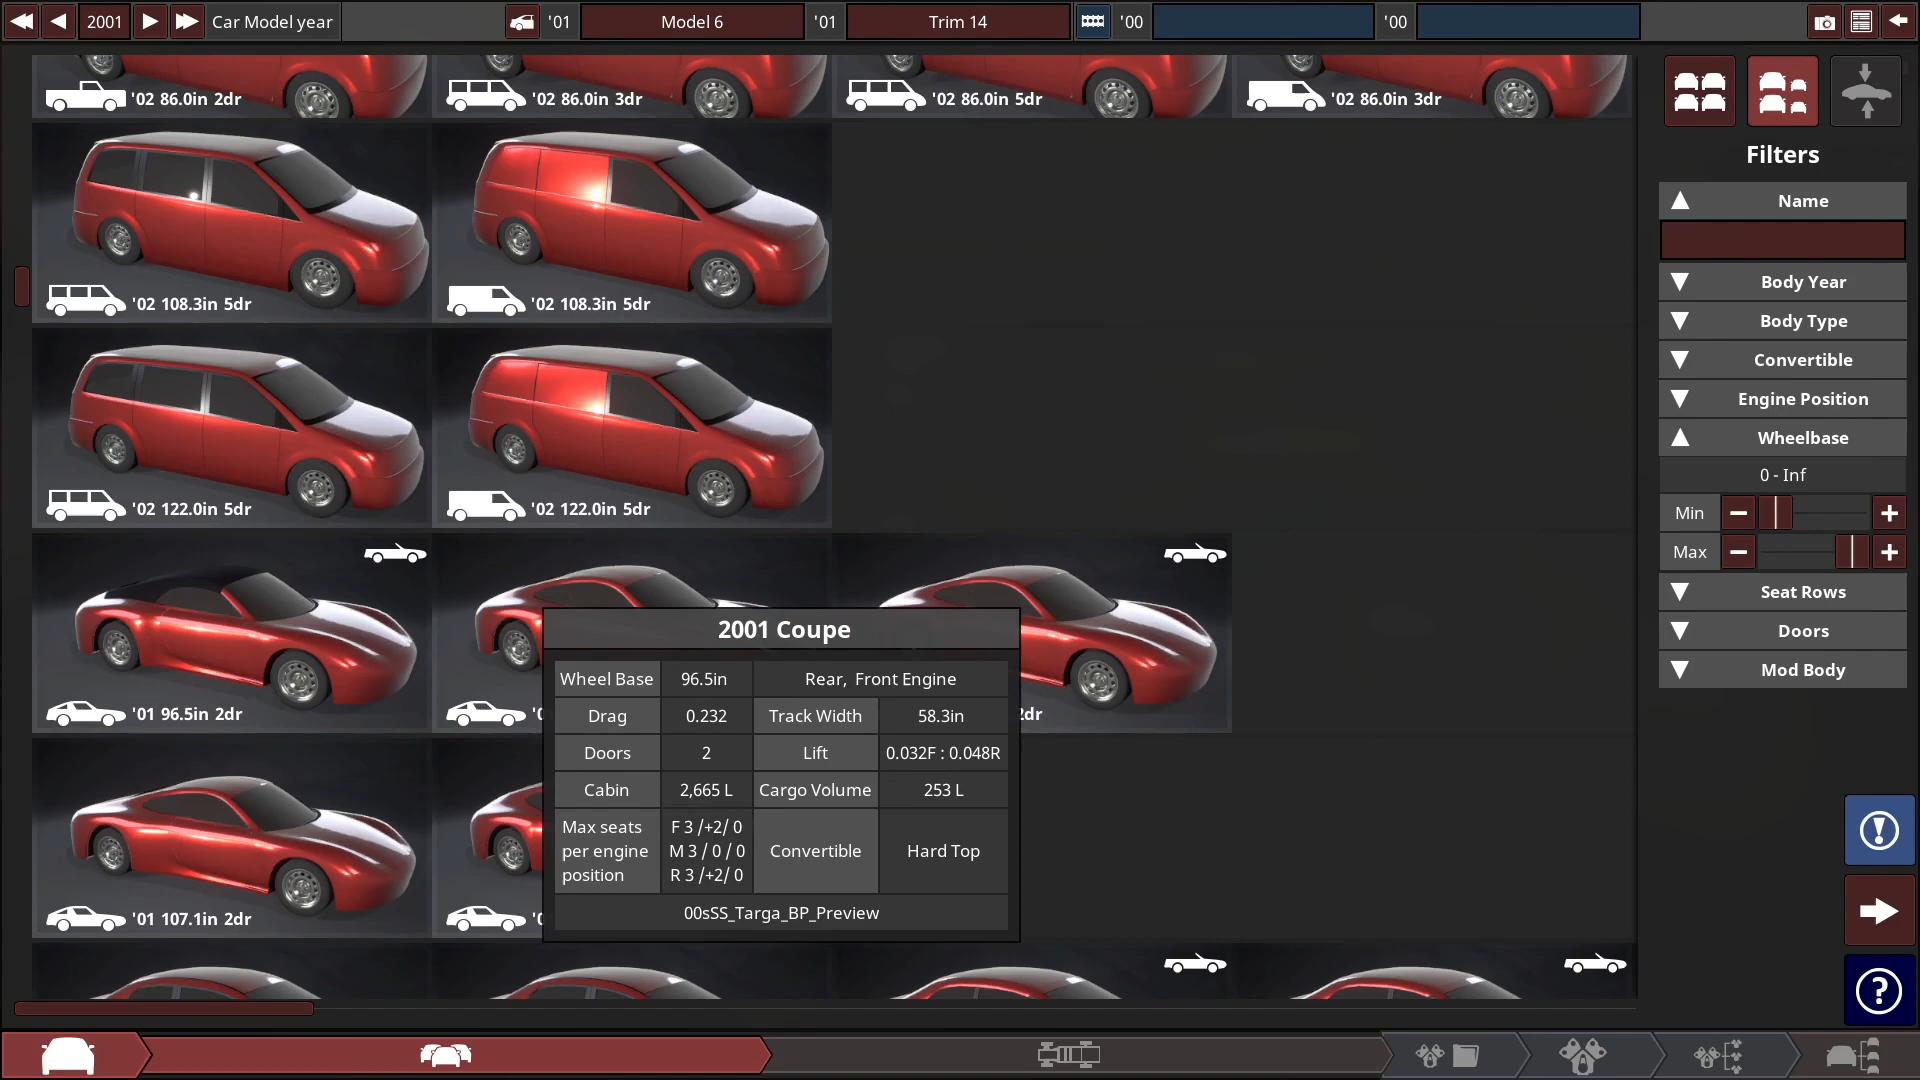 2001
Car Model year
'01
Model 6
'01
Trim 14
'00
'00
'02 86.0in 2dr
'02 86.0in 3dr
'02 86.0in 5dr
'02 86.0in 3dr
'02 108.3in 5dr
'02 108.3in 5dr
'02 122.0in 5dr
'02 122.0in 5dr
'01 96.5in 2dr
2dr
2001 Coupe
Wheel Base 96.5in Rear, Front Engine
Drag 0.232 Track Width 58.3in
Doors 2 Lift 0.032F : 0.048R
Cabin 2,665 L Cargo Volume 253 L
Max seats per engine position
F 3 /+2/ 0
M 3 / 0 / 0
R 3 /+2/ 0
Convertible Hard Top
00sSS_Targa_BP_Preview
'01 107.1in 2dr
Filters
Name
Body Year
Body Type
Convertible
Engine Position
Wheelbase
0 - Inf
Min
Max
Seat Rows
Doors
Mod Body